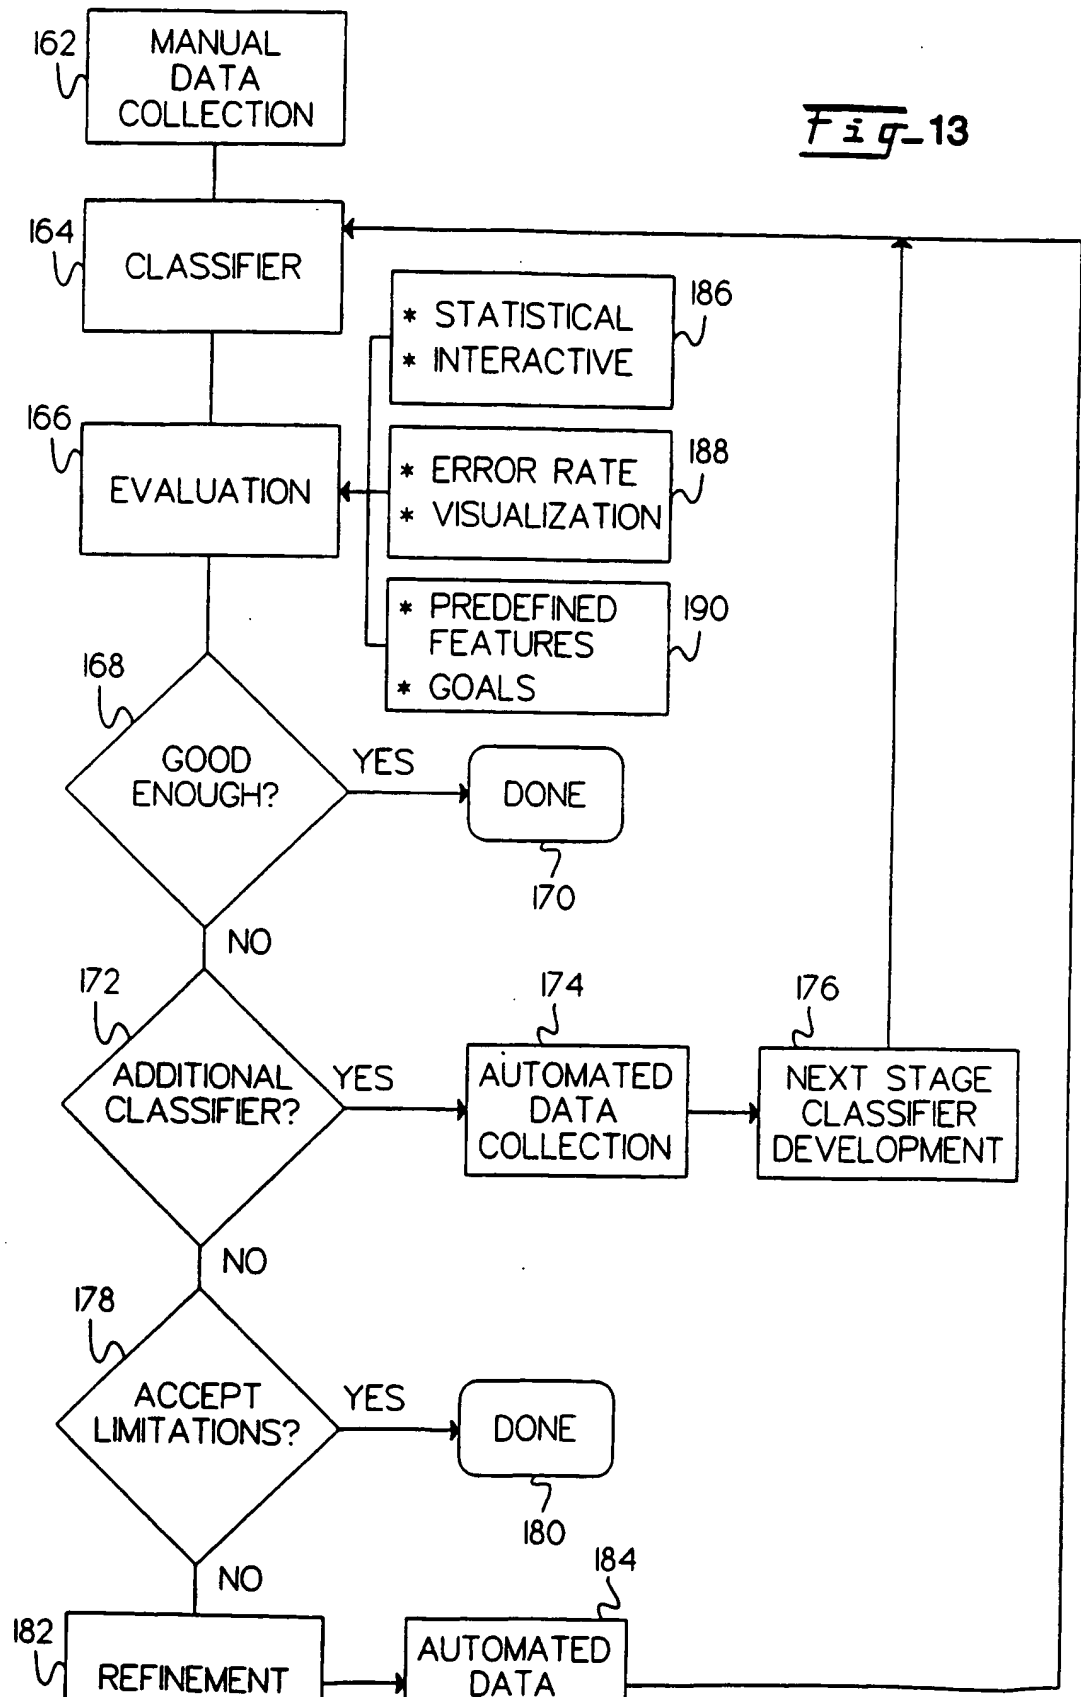 162
MANUAL
DATA
COLLECTION
Fig-13
164
CLASSIFIER
186
* STATISTICAL
* INTERACTIVE
166
EVALUATION
188
* ERROR RATE
* VISUALIZATION
190
* PREDEFINED
FEATURES
* GOALS
168
GOOD
ENOUGH?
YES
DONE
170
NO
172
ADDITIONAL
CLASSIFIER?
YES
174
AUTOMATED
DATA
COLLECTION
176
NEXT STAGE
CLASSIFIER
DEVELOPMENT
NO
178
ACCEPT
LIMITATIONS?
YES
DONE
180
NO
182
REFINEMENT
184
AUTOMATED
DATA